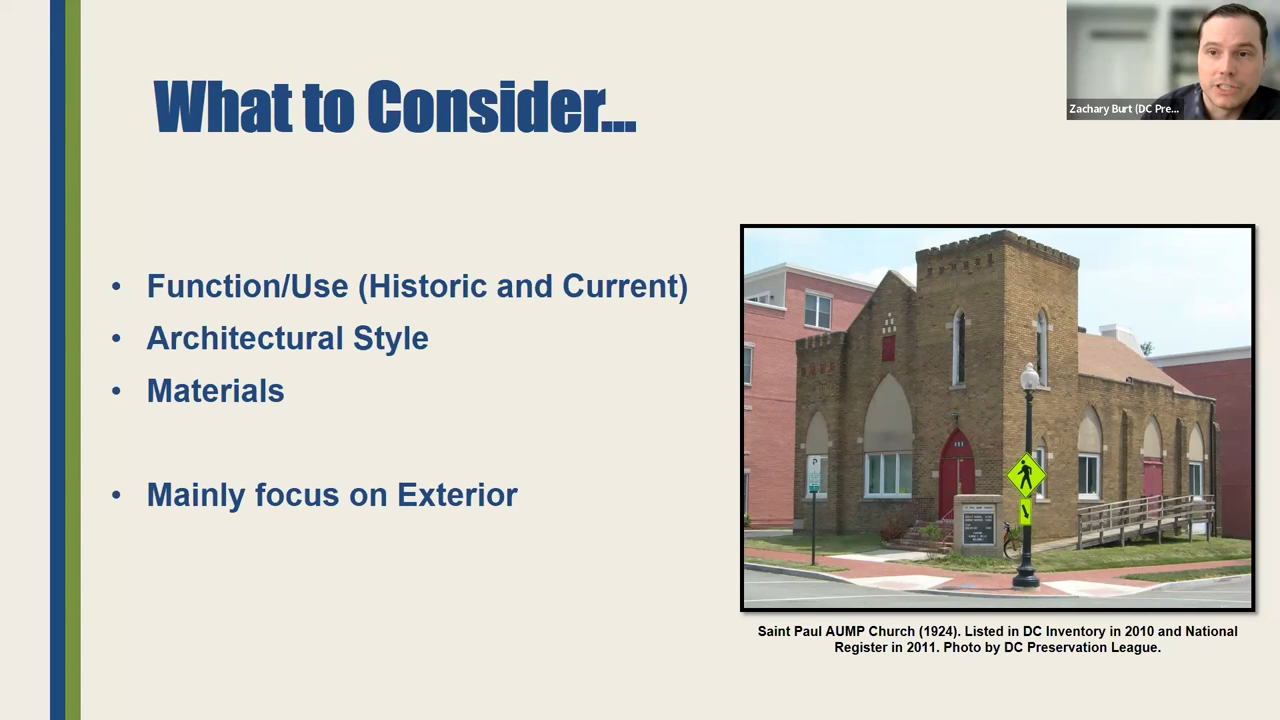 What to Consider...
Zachary Burt (DC Pre...
• Function/Use (Historic and Current)
• Architectural Style
• Materials
• Mainly focus on Exterior
Saint Paul AUMP Church (1924). Listed in DC Inventory in 2010 and National
Register in 2011. Photo by DC Preservation League.